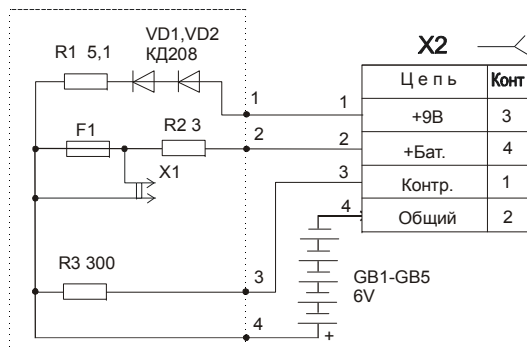 VD1,VD2
R1 5,1
КД208
X2
Цепь Конт
1 1 +9В 3
F1 R2 3 2 2 +Бат. 4
X1
3 Контр. 1
4 Общий 2
R3 300 3
GB1-GB5
6V
4
+